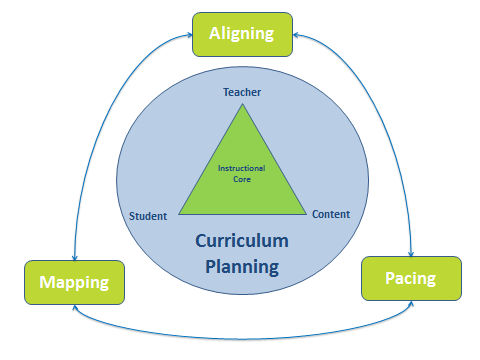 Aligning
Teacher
Instructional
Core
Student
Content
Curriculum
Planning
Mapping
Pacing